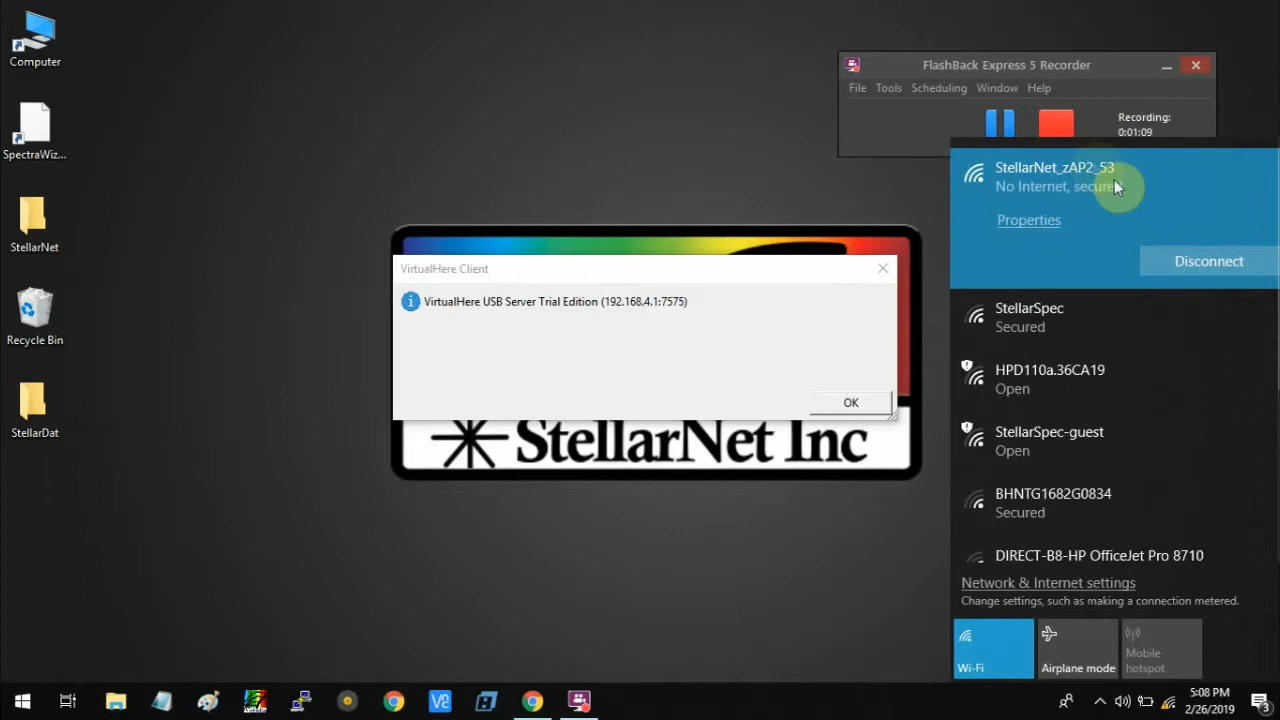 Computer
SpectraWiz...
StellarNet
Recycle Bin
StellarDat
FlashBack Express 5 Recorder
File Tools Scheduling Window Help
Recording:
0:01:09
VirtualHere Client
VirtualHere USB Server Trial Edition (192.168.4.1:7575)
OK
StellarNet Inc
StellarNet_zAP2_53
No Internet, secured
Properties
Disconnect
StellarSpec
Secured
HPD110a.36CA19
Open
StellarSpec-guest
Open
BHNTG1682G0834
Secured
DIRECT-B8-HP OfficeJet Pro 8710
Network & Internet settings
Change settings, such as making a connection metered.
Wi-Fi
Airplane mode
Mobile
hotspot
5:08 PM
2/26/2019
3